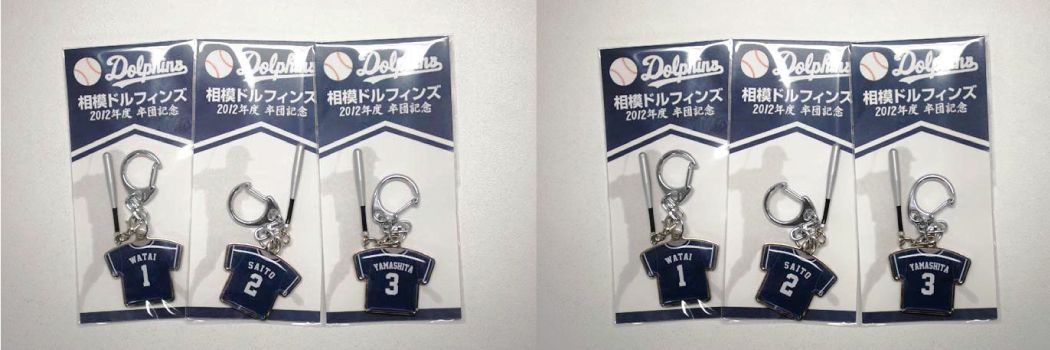 Dolphins
相模ドルフィンズ
2012年度 卒団記念
WATAI
1
Dolphins
相模ドルフィンズ
2012年度 卒団記念
SAITO
2
Dolphins
相模ドルフィンズ
2012年度 卒団記念
YAMASHITA
3
Dolphins
相模ドルフィンズ
2012年度 卒団記念
WATAI
1
Dolphins
相模ドルフィンズ
2012年度 卒団記念
SAITO
2
Dolphins
相模ドルフィンズ
2012年度 卒団記念
YAMASHITA
3